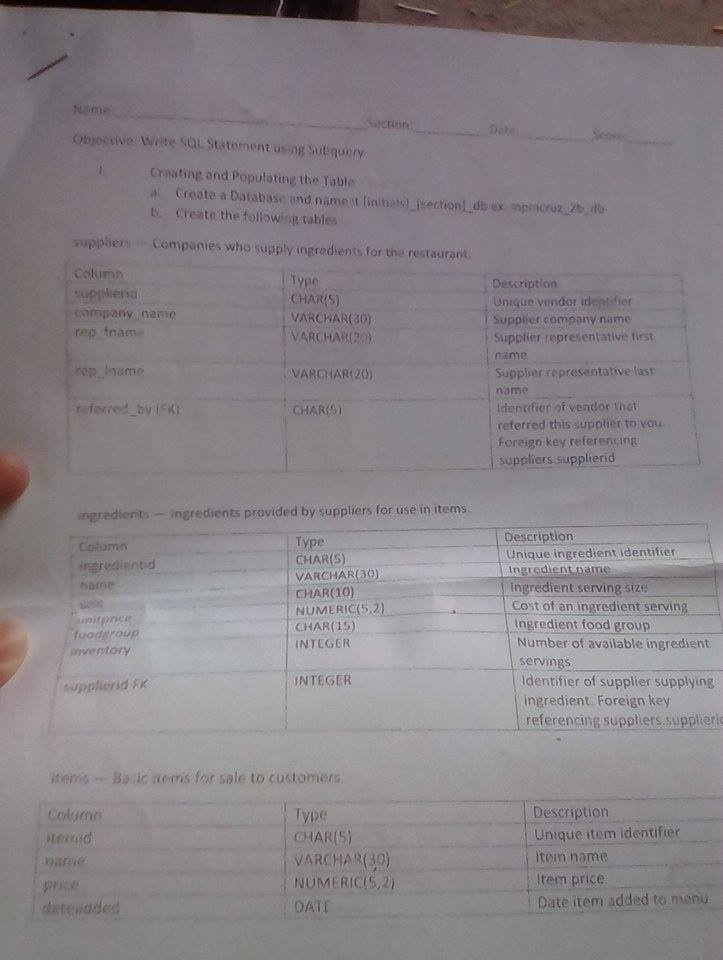 Name Section: Date: Score:
Objective: Write SQL Statement using Subquery
I. Creating and Populating the Table
a. Create a Database and name it [initials]_[section]_db ex. mpmcruz_2b_db
b. Create the following tables
suppliers — Companies who supply ingredients for the restaurant.
Column Type Description
supplierid CHAR(5) Unique vendor identifier
company_name VARCHAR(30) Supplier company name
rep_fname VARCHAR(20) Supplier representative first
name
rep_lname VARCHAR(20) Supplier representative last
name
referred_by (FK) CHAR(5) Identifier of vendor that
referred this supplier to you.
Foreign key referencing
suppliers.supplierid
ingredients — Ingredients provided by suppliers for use in items.
Column Type Description
ingredientid CHAR(5) Unique ingredient identifier
name VARCHAR(30) Ingredient name
unit CHAR(10) Ingredient serving size
unitprice NUMERIC(5,2) Cost of an ingredient serving
foodgroup CHAR(15) Ingredient food group
inventory INTEGER Number of available ingredient
servings
supplierid FK INTEGER Identifier of supplier supplying
ingredient. Foreign key
referencing suppliers.supplierid
items — Basic items for sale to customers.
Column Type Description
itemid CHAR(5) Unique item identifier
name VARCHAR(30) Item name
price NUMERIC(5,2) Item price
dateadded DATE Date item added to menu